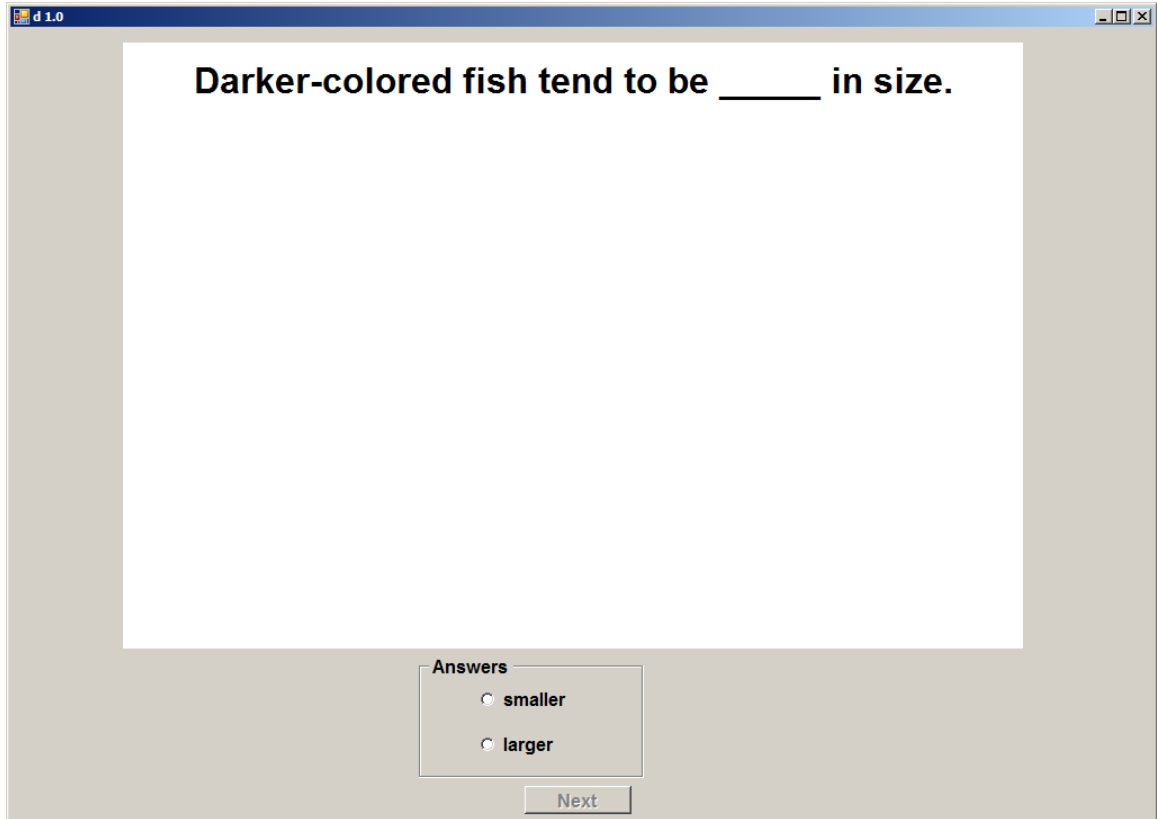 d 1.0
Darker-colored fish tend to be _____ in size.
Answers
smaller
larger
Next